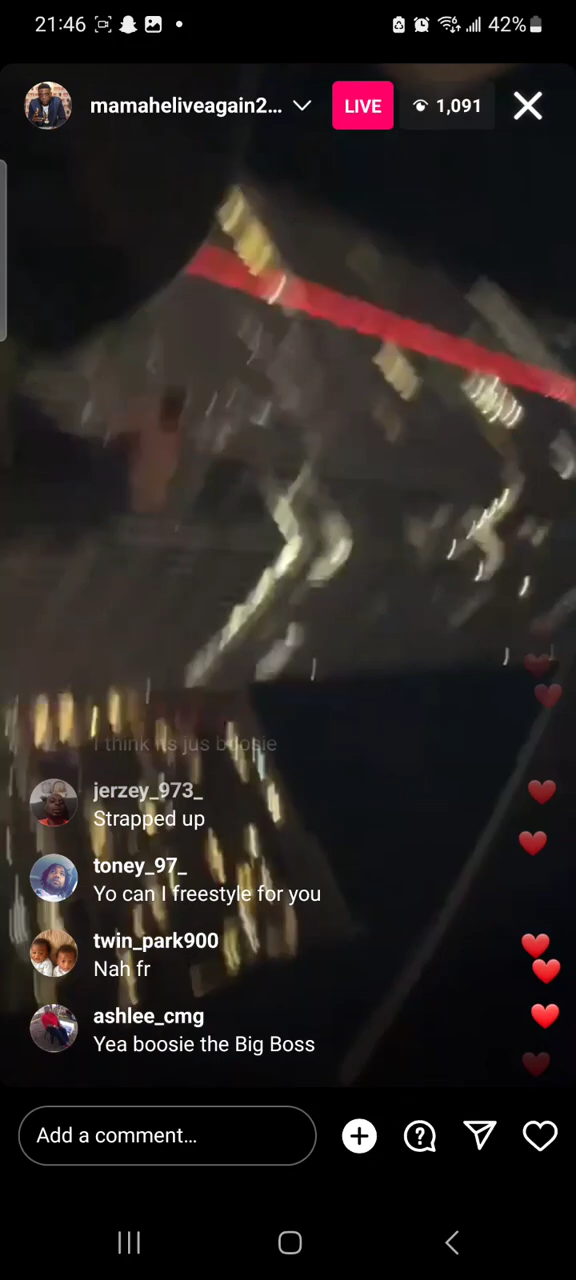 21:46
42%
mamaheliveagain2...
LIVE
1,091
I think its jus boosie
jerzey_973_
Strapped up
toney_97_
Yo can I freestyle for you
twin_park900
Nah fr
ashlee_cmg
Yea boosie the Big Boss
Add a comment...